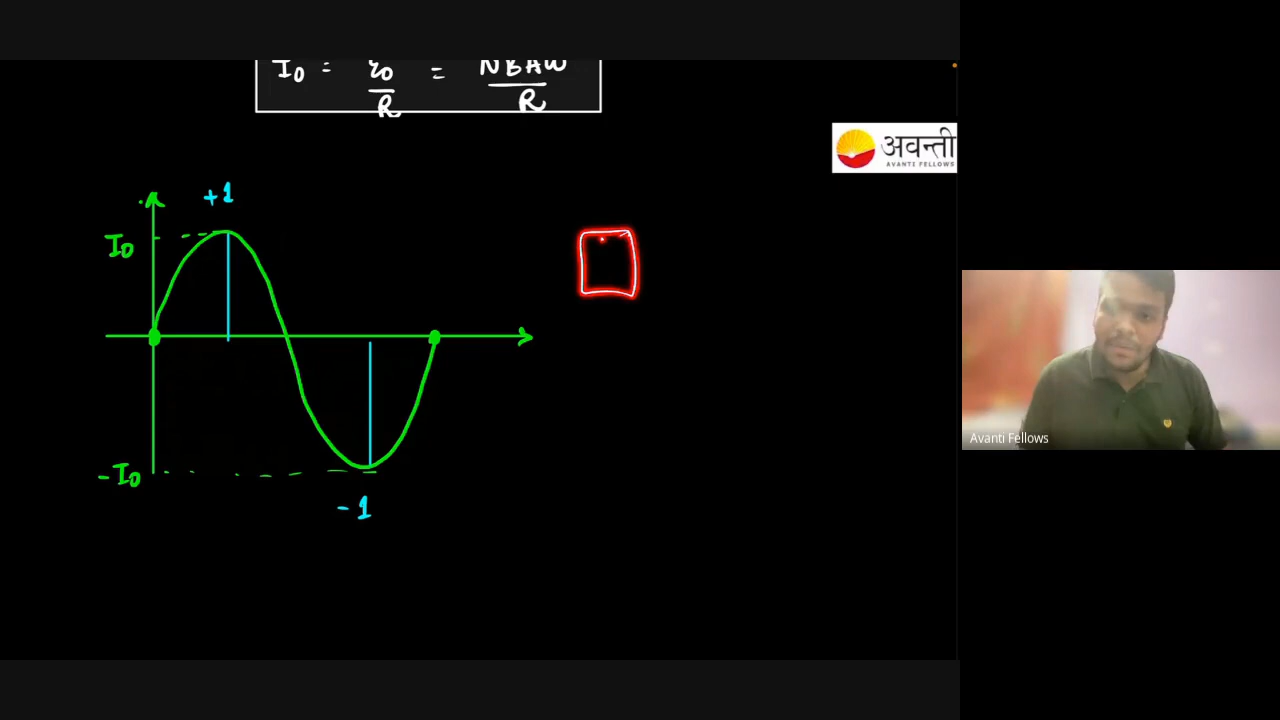 I0 = ε0/R = NBAω/R
अवन्ती
AVANTI FELLOWS
+1
I0
-I0
-1
Avanti Fellows